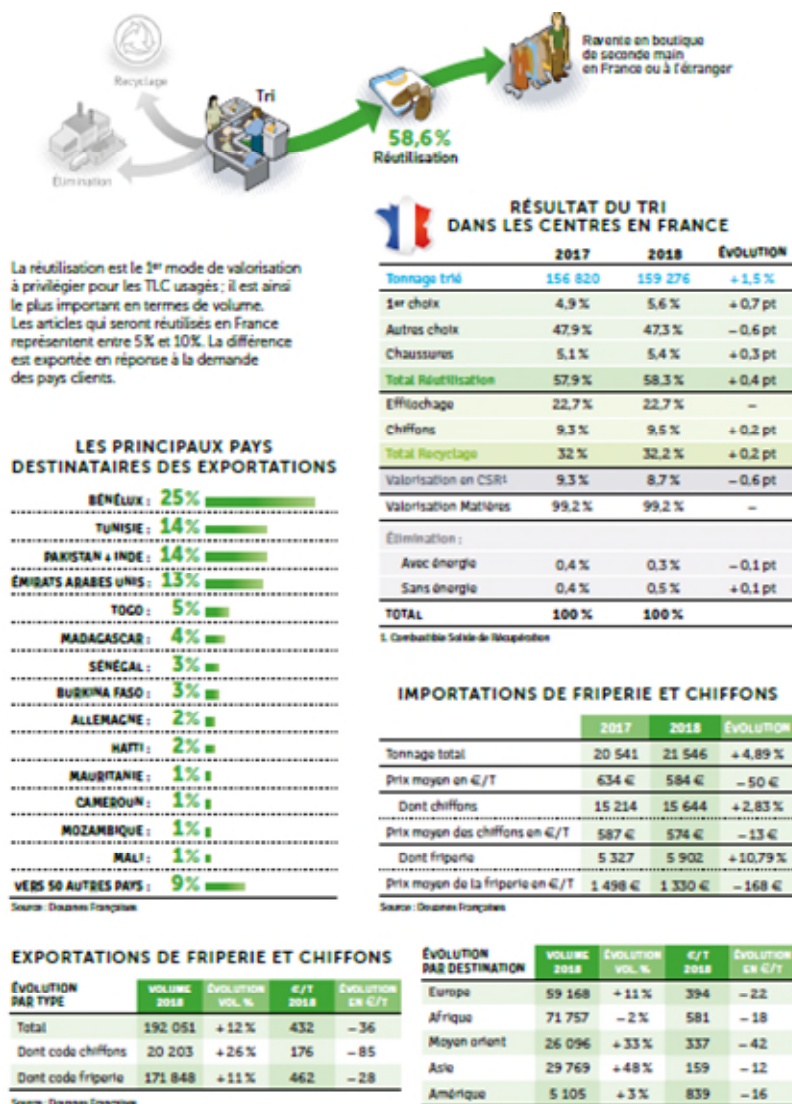 Recyclage
Élimination
Tri
58,6%
Réutilisation
Revente en boutique
de seconde main
en France ou à l'étranger
La réutilisation est le 1er mode de valorisation
à privilégier pour les TLC usagés ; il est ainsi
le plus important en termes de volume.
Les articles qui seront réutilisés en France
représentent entre 5% et 10%. La différence
est exportée en réponse à la demande
des pays clients.
RÉSULTAT DU TRI
DANS LES CENTRES EN FRANCE
2017 2018 ÉVOLUTION
Tonnage trié 156 820 159 276 +1,5 %
1er choix 4,9 % 5,6 % +0,7 pt
Autres choix 47,9 % 47,3 % –0,6 pt
Chaussures 5,1 % 5,4 % +0,3 pt
Total Réutilisation 57,9 % 58,3 % +0,4 pt
Effilochage 22,7 % 22,7 % –
Chiffons 9,3 % 9,5 % +0,2 pt
Total Recyclage 32 % 32,2 % +0,2 pt
Valorisation en CSR1 9,3 % 8,7 % –0,6 pt
Valorisation Matières 99,2 % 99,2 % –
Élimination :
Avec énergie 0,4 % 0,3 % –0,1 pt
Sans énergie 0,4 % 0,5 % +0,1 pt
TOTAL 100 % 100 %
1. Combustible Solide de Récupération
LES PRINCIPAUX PAYS
DESTINATAIRES DES EXPORTATIONS
BÉNÉLUX : 25%
TUNISIE : 14%
PAKISTAN + INDE : 14%
ÉMIRATS ARABES UNIS : 13%
TOGO : 5%
MADAGASCAR : 4%
SÉNÉGAL : 3%
BURKINA FASO : 3%
ALLEMAGNE : 2%
HAÏTI : 2%
MAURITANIE : 1%
CAMEROUN : 1%
MOZAMBIQUE : 1%
MALI : 1%
VERS 50 AUTRES PAYS : 9%
Source : Douanes Françaises
IMPORTATIONS DE FRIPERIE ET CHIFFONS
2017 2018 ÉVOLUTION
Tonnage total 20 541 21 546 +4,89 %
Prix moyen en €/T 634 € 584 € –50 €
Dont chiffons 15 214 15 644 +2,83 %
Prix moyen des chiffons en €/T 587 € 574 € –13 €
Dont friperie 5 327 5 902 +10,79 %
Prix moyen de la friperie en €/T 1 498 € 1 330 € –168 €
Source : Douanes Françaises
EXPORTATIONS DE FRIPERIE ET CHIFFONS
ÉVOLUTION PAR TYPE VOLUME 2018 ÉVOLUTION VOL. % €/T 2018 ÉVOLUTION EN €/T
Total 192 051 +12 % 432 –36
Dont code chiffons 20 203 +26 % 176 –85
Dont code friperie 171 848 +11 % 462 –28
Source : Douanes Françaises
ÉVOLUTION PAR DESTINATION VOLUME 2018 ÉVOLUTION VOL. % €/T 2018 ÉVOLUTION EN €/T
Europe 59 168 +11 % 394 –22
Afrique 71 757 –2 % 581 –18
Moyen orient 26 096 +33 % 337 –42
Asie 29 769 +48 % 159 –12
Amérique 5 105 +3 % 839 –16